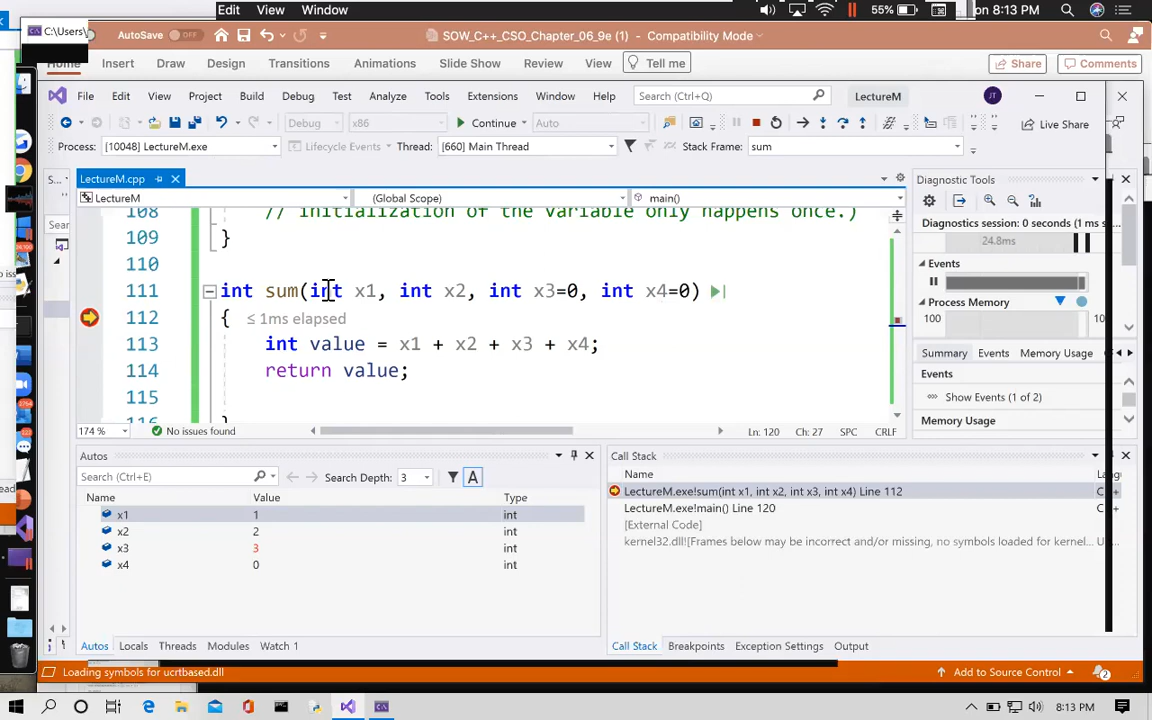 Edit View Window 55% on 8:13 PM
C:\Users\
AutoSave OFF SOW_C++_CSO_Chapter_06_9e (1) - Compatibility Mode
Home Insert Draw Design Transitions Animations Slide Show Review View Tell me Share Comments
File Edit View Project Build Debug Test Analyze Tools Extensions Window Help Search (Ctrl+Q) LectureM JT
Debug x86 Continue Auto Live Share
Process: [10048] LectureM.exe Lifecycle Events Thread: [660] Main Thread Stack Frame: sum
S... LectureM.cpp Diagnostic Tools
LectureM (Global Scope) main()
108 // initialization of the variable only happens once.)
109 }
110
111 int sum(int x1, int x2, int x3=0, int x4=0)
112 { ≤ 1ms elapsed
113 int value = x1 + x2 + x3 + x4;
114 return value;
115
116 }
174 % No issues found Ln: 120 Ch: 27 SPC CRLF
Sear
Diagnostics session: 0 seconds (1 ms s
24.8ms
Events
Process Memory
100 100
Summary Events Memory Usage
Events
Show Events (1 of 2)
Memory Usage
Autos
Search (Ctrl+E) Search Depth: 3 A
Name Value Type
x1 1 int
x2 2 int
x3 3 int
x4 0 int
Autos Locals Threads Modules Watch 1
Call Stack
Name Lang
LectureM.exe!sum(int x1, int x2, int x3, int x4) Line 112 C++
LectureM.exe!main() Line 120 C++
[External Code]
kernel32.dll![Frames below may be incorrect and/or missing, no symbols loaded for kernel... U...
Call Stack Breakpoints Exception Settings Output
Loading symbols for ucrtbased.dll Add to Source Control 2
8:13 PM